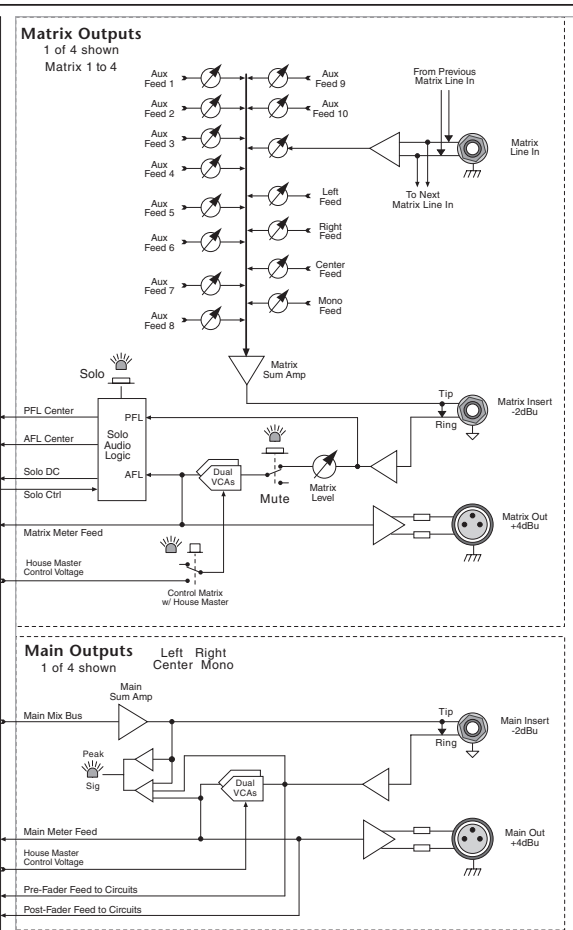 Matrix Outputs
1 of 4 shown
Matrix 1 to 4
Aux
Feed 1
Aux
Feed 2
Aux
Feed 3
Aux
Feed 4
Aux
Feed 5
Aux
Feed 6
Aux
Feed 7
Aux
Feed 8
Aux
Feed 9
Aux
Feed 10
Left
Feed
Right
Feed
Center
Feed
Mono
Feed
From Previous
Matrix Line In
Matrix
Line In
To Next
Matrix Line In
Matrix
Sum Amp
Solo
PFL Center
AFL Center
Solo DC
Solo Ctrl
PFL
Solo
Audio
Logic
AFL
Dual
VCAs
Mute
Matrix
Level
Tip
Ring
Matrix Insert
-2dBu
Matrix Meter Feed
Matrix Out
+4dBu
House Master
Control Voltage
Control Matrix
w/ House Master
Main Outputs
1 of 4 shown
Left Right
Center Mono
Main
Sum Amp
Main Mix Bus
Peak
Sig
Dual
VCAs
Tip
Ring
Main Insert
-2dBu
Main Meter Feed
Main Out
+4dBu
House Master
Control Voltage
Pre-Fader Feed to Circuits
Post-Fader Feed to Circuits